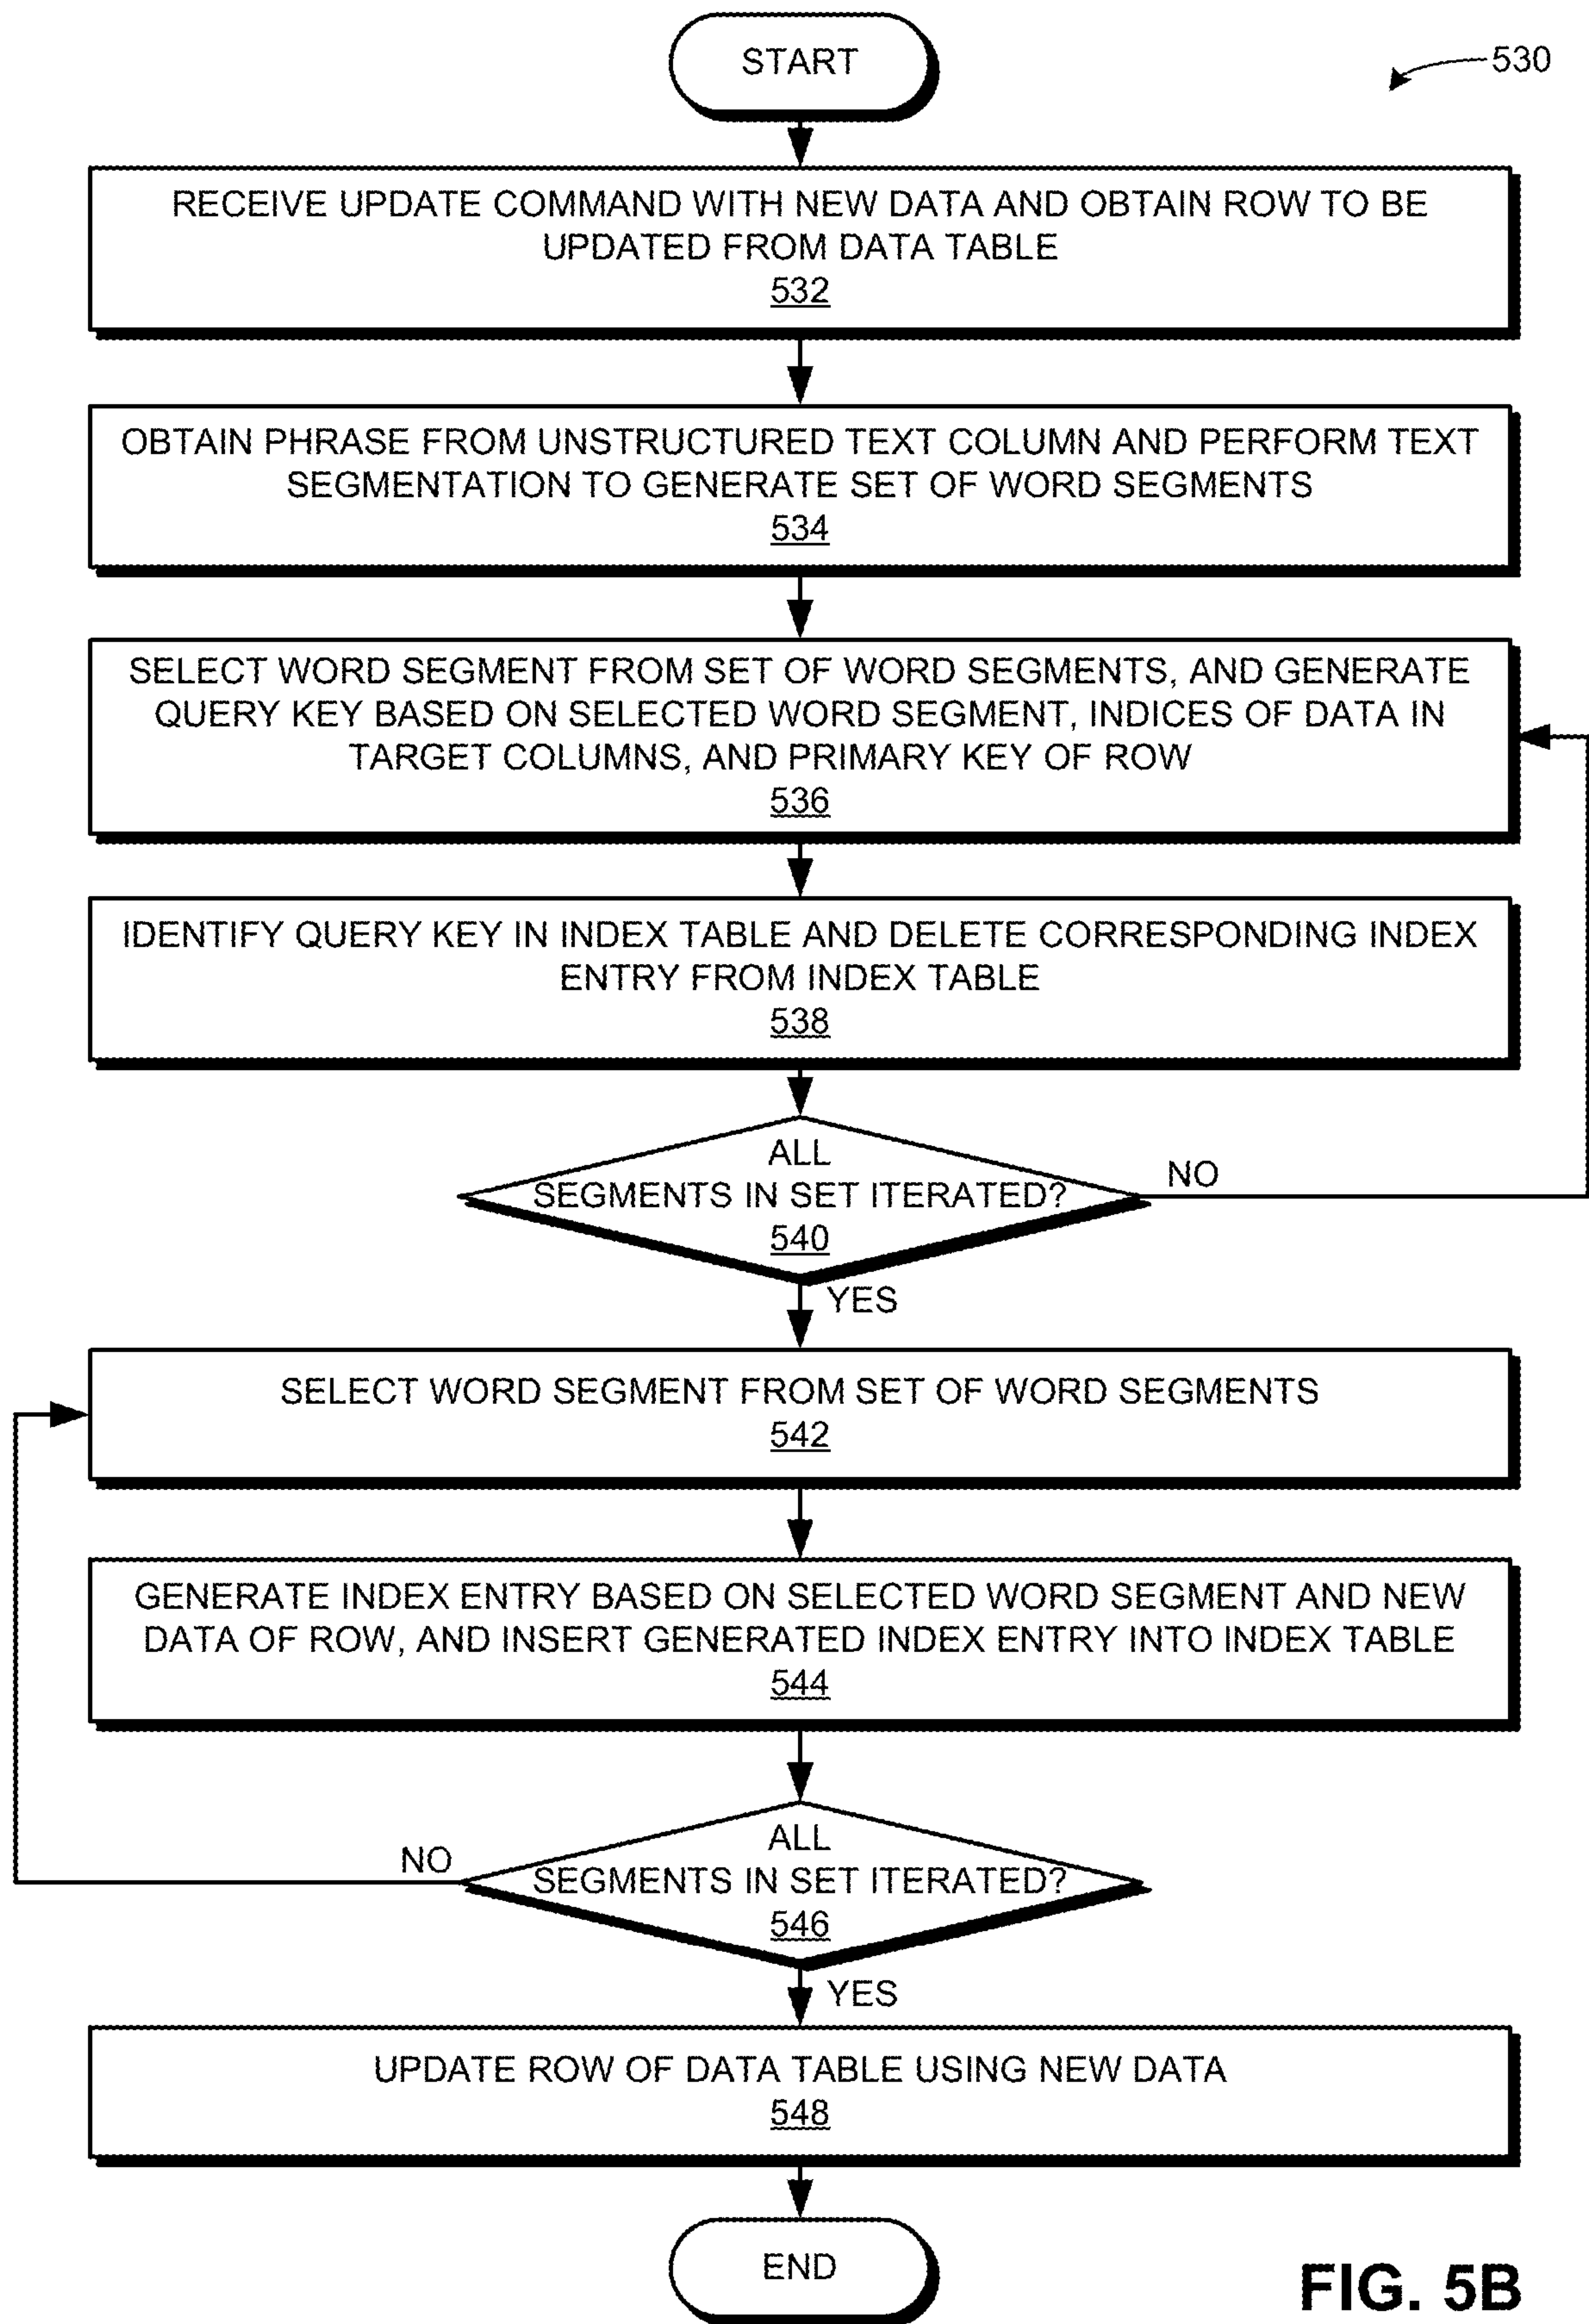 START
530
RECEIVE UPDATE COMMAND WITH NEW DATA AND OBTAIN ROW TO BE
UPDATED FROM DATA TABLE
532
OBTAIN PHRASE FROM UNSTRUCTURED TEXT COLUMN AND PERFORM TEXT
SEGMENTATION TO GENERATE SET OF WORD SEGMENTS
534
SELECT WORD SEGMENT FROM SET OF WORD SEGMENTS, AND GENERATE
QUERY KEY BASED ON SELECTED WORD SEGMENT, INDICES OF DATA IN
TARGET COLUMNS, AND PRIMARY KEY OF ROW
536
IDENTIFY QUERY KEY IN INDEX TABLE AND DELETE CORRESPONDING INDEX
ENTRY FROM INDEX TABLE
538
ALL
SEGMENTS IN SET ITERATED?
540
NO
YES
SELECT WORD SEGMENT FROM SET OF WORD SEGMENTS
542
GENERATE INDEX ENTRY BASED ON SELECTED WORD SEGMENT AND NEW
DATA OF ROW, AND INSERT GENERATED INDEX ENTRY INTO INDEX TABLE
544
ALL
NO
SEGMENTS IN SET ITERATED?
546
YES
UPDATE ROW OF DATA TABLE USING NEW DATA
548
END
FIG. 5B